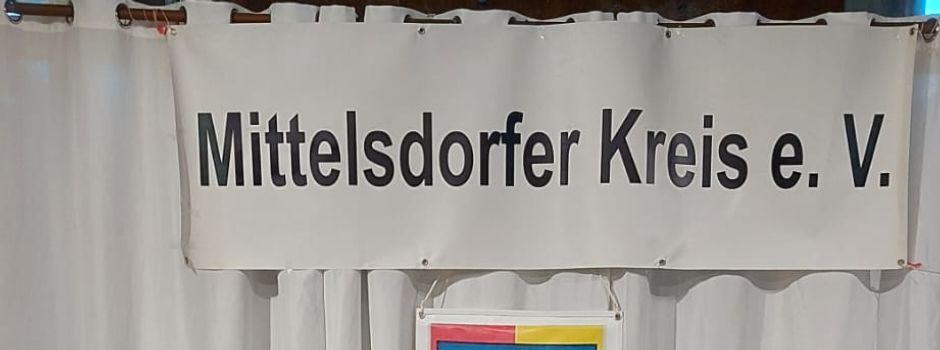 Mittelsdorfer Kreis e. V.